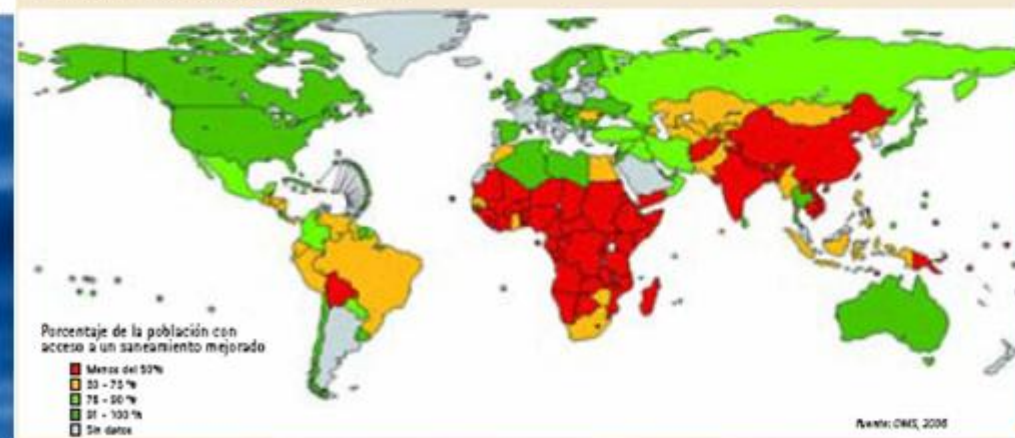 Porcentaje de la población con
acceso a un saneamiento mejorado
Menos del 50%
50 - 75 %
76 - 90 %
91 - 100 %
Sin datos
Fuente: OMS, 2006